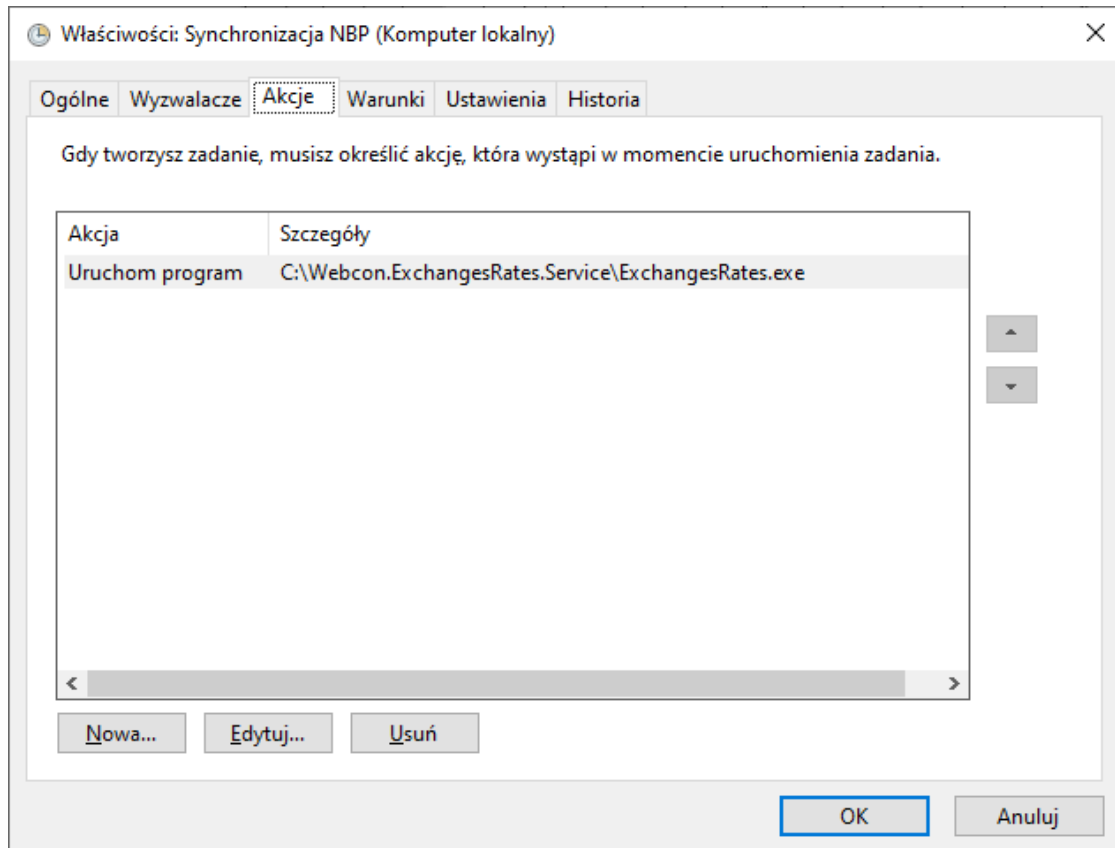 Właściwości: Synchronizacja NBP (Komputer lokalny)
Ogólne Wyzwalacze Akcje Warunki Ustawienia Historia
Gdy tworzysz zadanie, musisz określić akcję, która wystąpi w momencie uruchomienia zadania.
Akcja Szczegóły
Uruchom program C:\Webcon.ExchangesRates.Service\ExchangesRates.exe
Nowa... Edytuj... Usuń
OK Anuluj